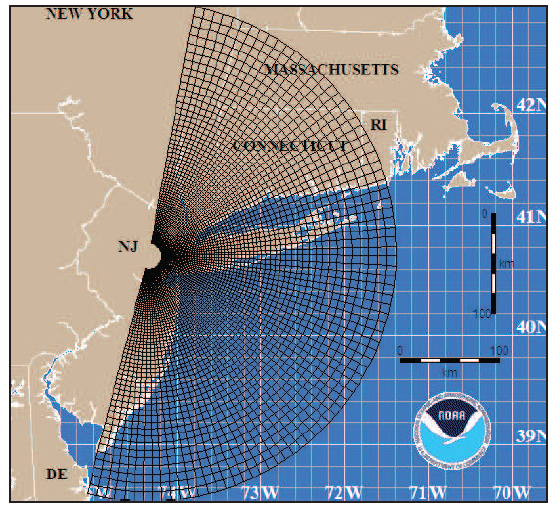 NEW YORK
MASSACHUSETTS
42N
RI
CONNECTICUT
0
41N
NJ
km
100
40N
0 100
km
NOAA
39N
DE
73W 72W 71W 70W